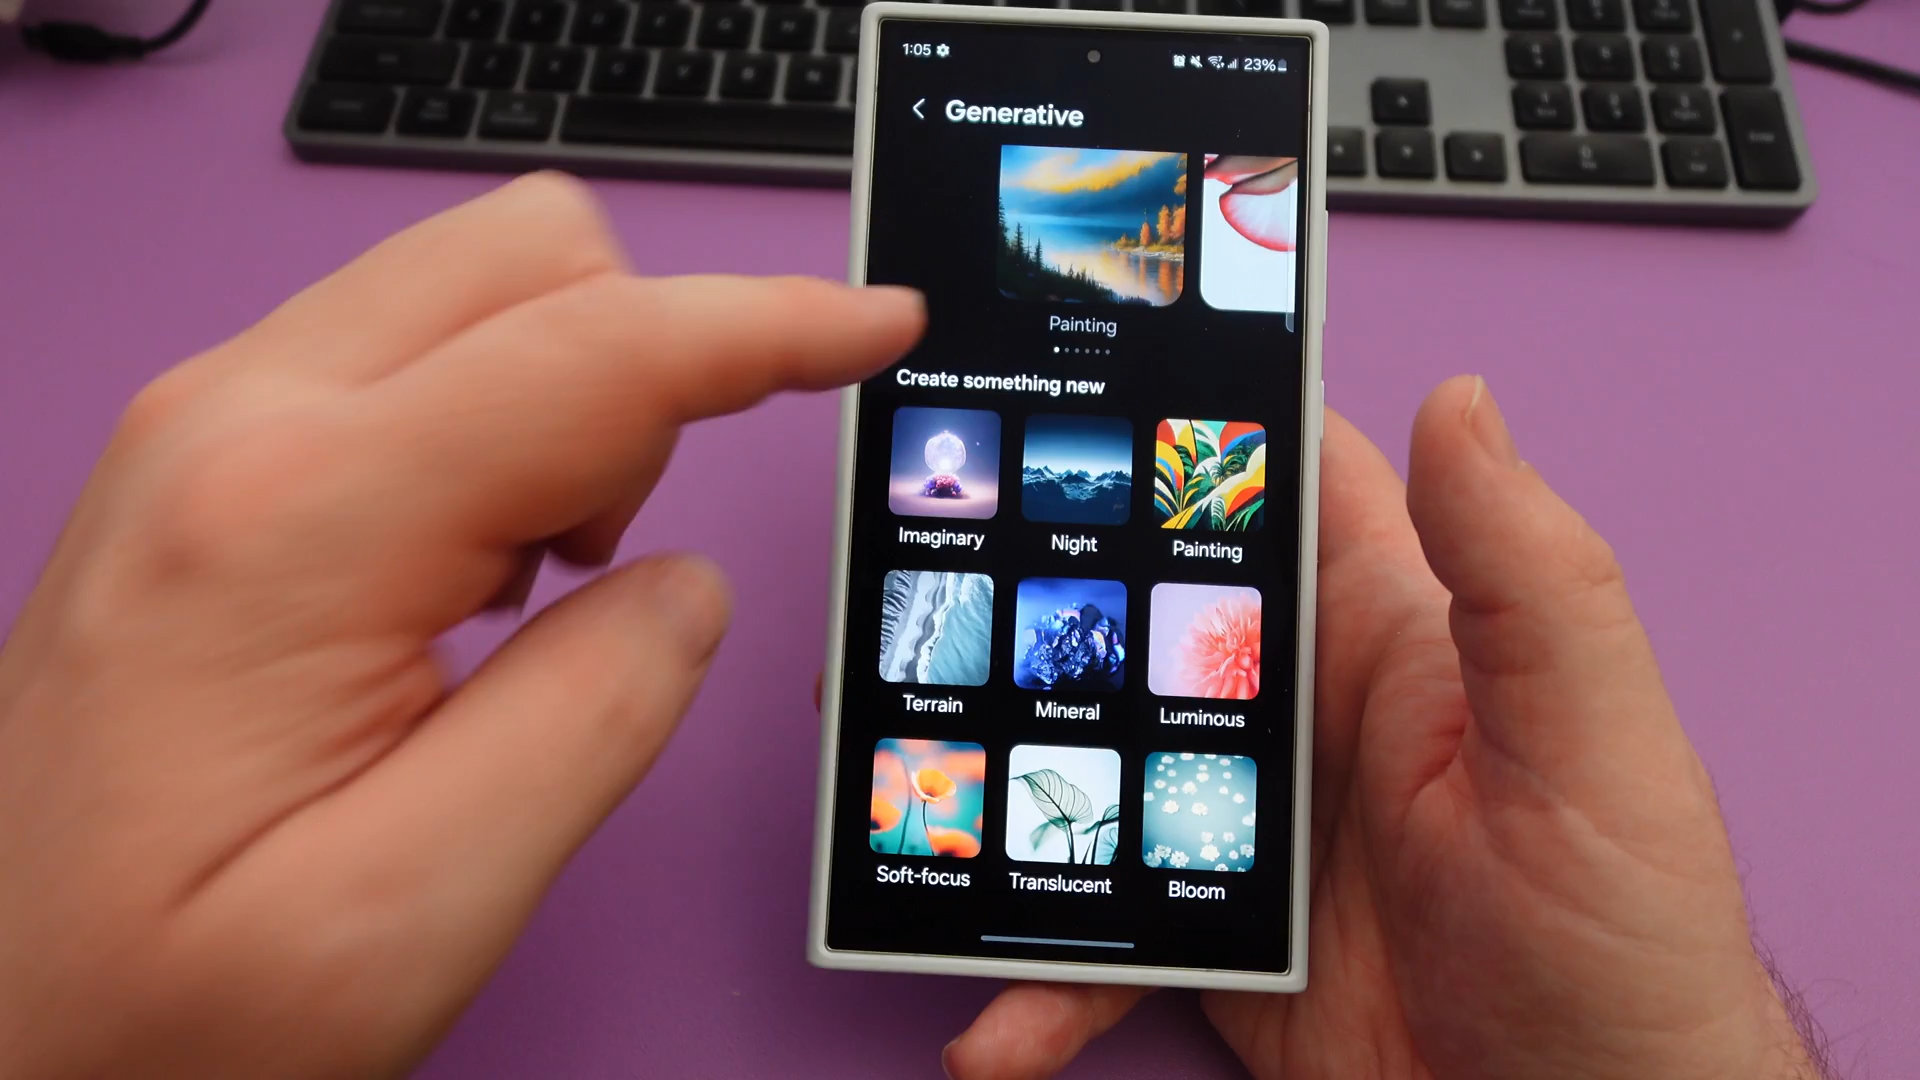 1:05
23%
Generative
Painting
Create something new
Imaginary
Night
Painting
Terrain
Mineral
Luminous
Soft-focus
Translucent
Bloom